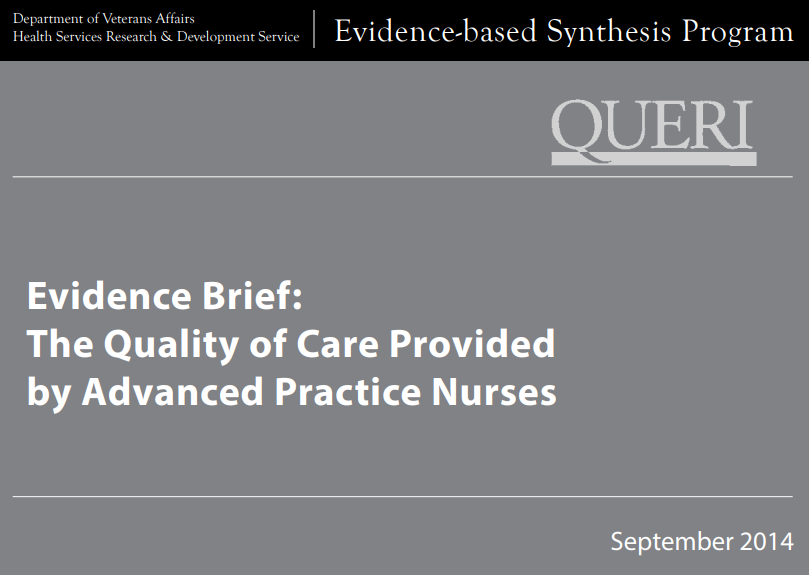 Department of Veterans Affairs
Health Services Research & Development Service
Evidence-based Synthesis Program
QUERI
Evidence Brief:
The Quality of Care Provided
by Advanced Practice Nurses
September 2014